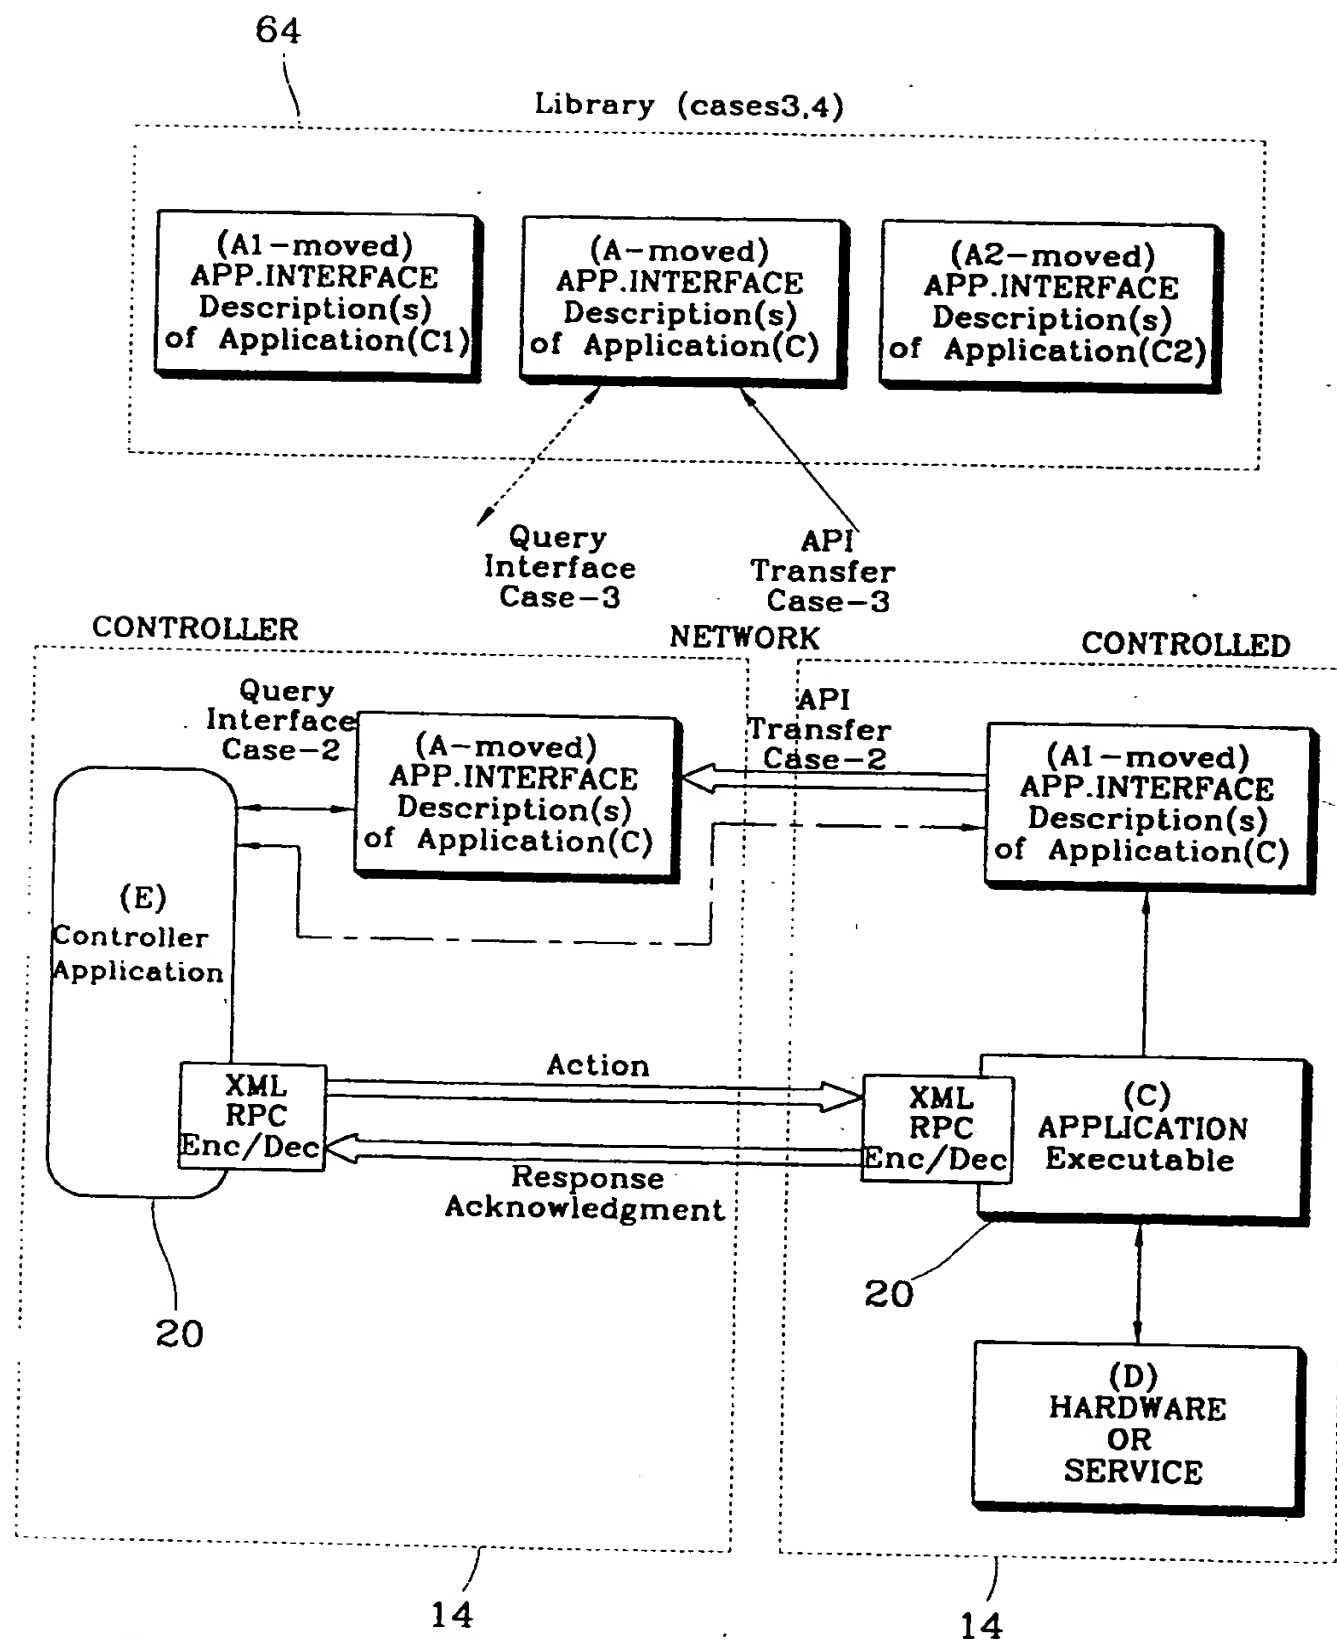 64
Library (cases3,4)
(A1-moved)
APP.INTERFACE
Description(s)
of Application(C1)
(A-moved)
APP.INTERFACE
Description(s)
of Application(C)
(A2-moved)
APP.INTERFACE
Description(s)
of Application(C2)
Query
Interface
Case-3
API
Transfer
Case-3
CONTROLLER
NETWORK
CONTROLLED
Query
Interface
Case-2
(A-moved)
APP.INTERFACE
Description(s)
of Application(C)
API
Transfer
Case-2
(A1-moved)
APP.INTERFACE
Description(s)
of Application(C)
(E)
Controller
Application
XML
RPC
Enc/Dec
Action
Response
Acknowledgment
XML
RPC
Enc/Dec
(C)
APPLICATION
Executable
20
20
(D)
HARDWARE
OR
SERVICE
14
14